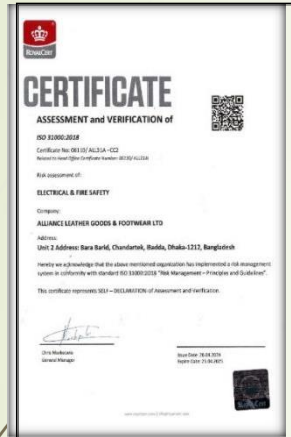 ROYALCERT
CERTIFICATE
ASSESSMENT and VERIFICATION of
ISO 31000:2018
Risk assessment of:
ELECTRICAL & FIRE SAFETY
Company:
ALLIANCE LEATHER GOODS & FOOTWEAR LTD
Address:
Unit 2 Address: Bara Barid, Chandartek, Badda, Dhaka-1212, Bangladesh
Hereby we acknowledge that the above mentioned organization has implemented a risk management
system in conformity with standard ISO 31000:2018 "Risk Management – Principles and Guidelines".
This certificate represents SELF – DECLARATION of Assessment and Verification.
General Manager